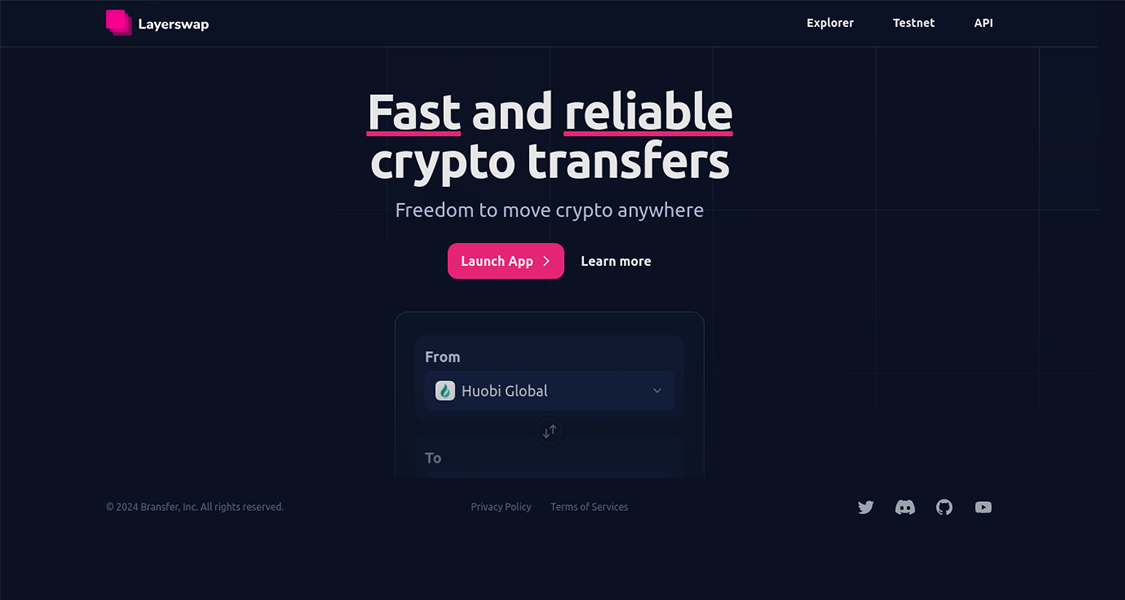 Layerswap
Explorer
Testnet
API
Fast and reliable
crypto transfers
Freedom to move crypto anywhere
Launch App
Learn more
From
Huobi Global
To
© 2024 Bransfer, Inc. All rights reserved.
Privacy Policy
Terms of Services